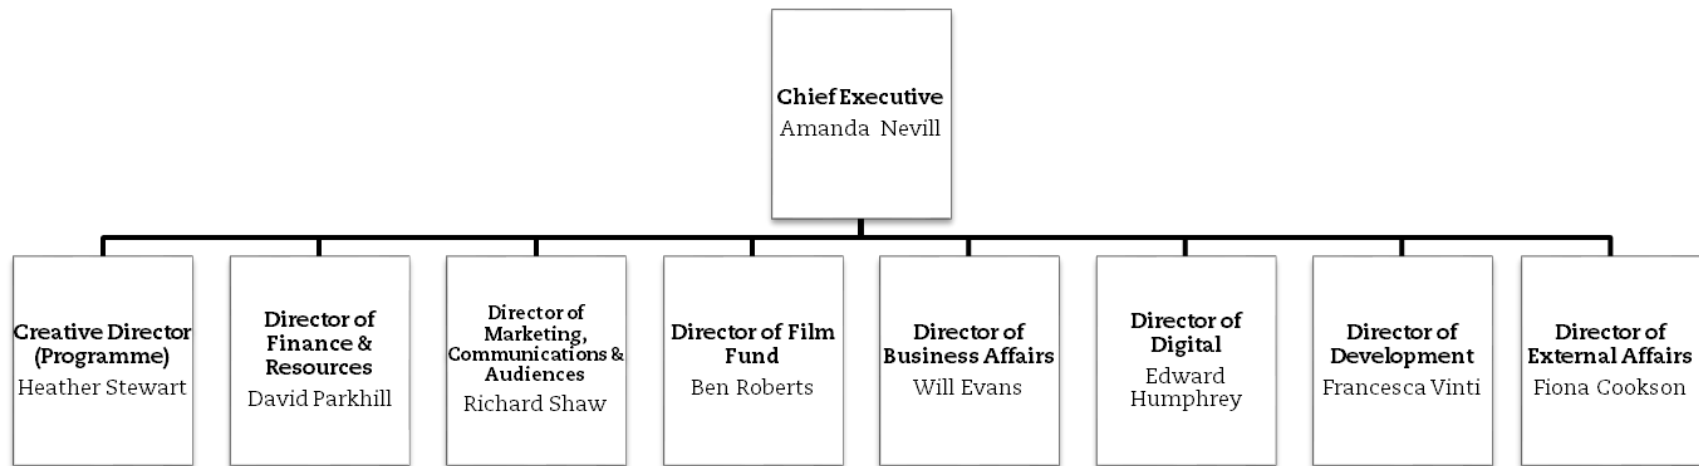 Chief Executive
Amanda Nevill
Creative Director
(Programme)
Heather Stewart
Director of
Finance &
Resources
David Parkhill
Director of
Marketing,
Communications &
Audiences
Richard Shaw
Director of Film
Fund
Ben Roberts
Director of
Business Affairs
Will Evans
Director of
Digital
Edward
Humphrey
Director of
Development
Francesca Vinti
Director of
External Affairs
Fiona Cookson